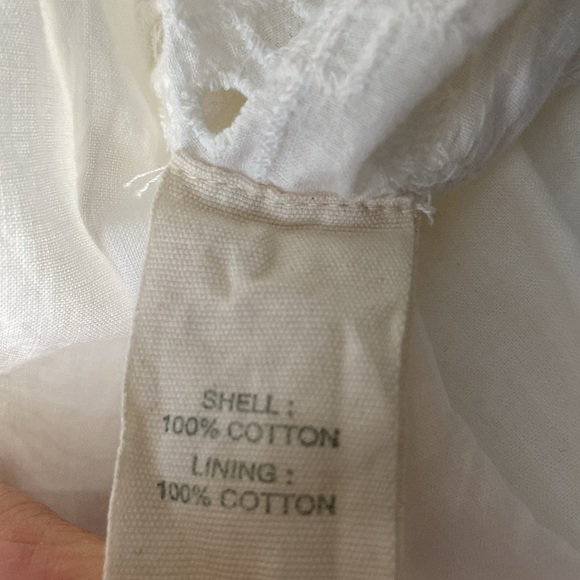 SHELL :
100% COTTON
LINING :
100% COTTON